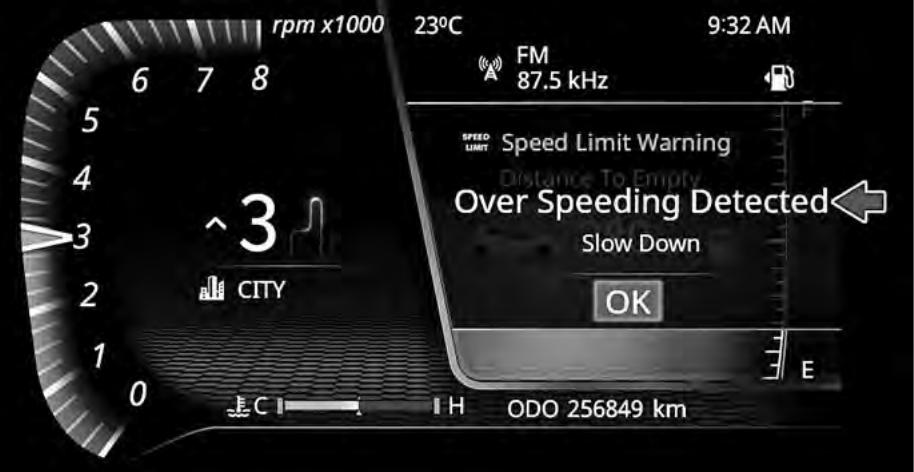 rpm x1000
23ºC
9:32 AM
FM
87.5 kHz
6 7 8
5
4
3
2
1
0
3
CITY
F
SPEED
LIMIT
Speed Limit Warning
Distance To Empty
Over Speeding Detected
Slow Down
OK
E
C H
ODO 256849 km